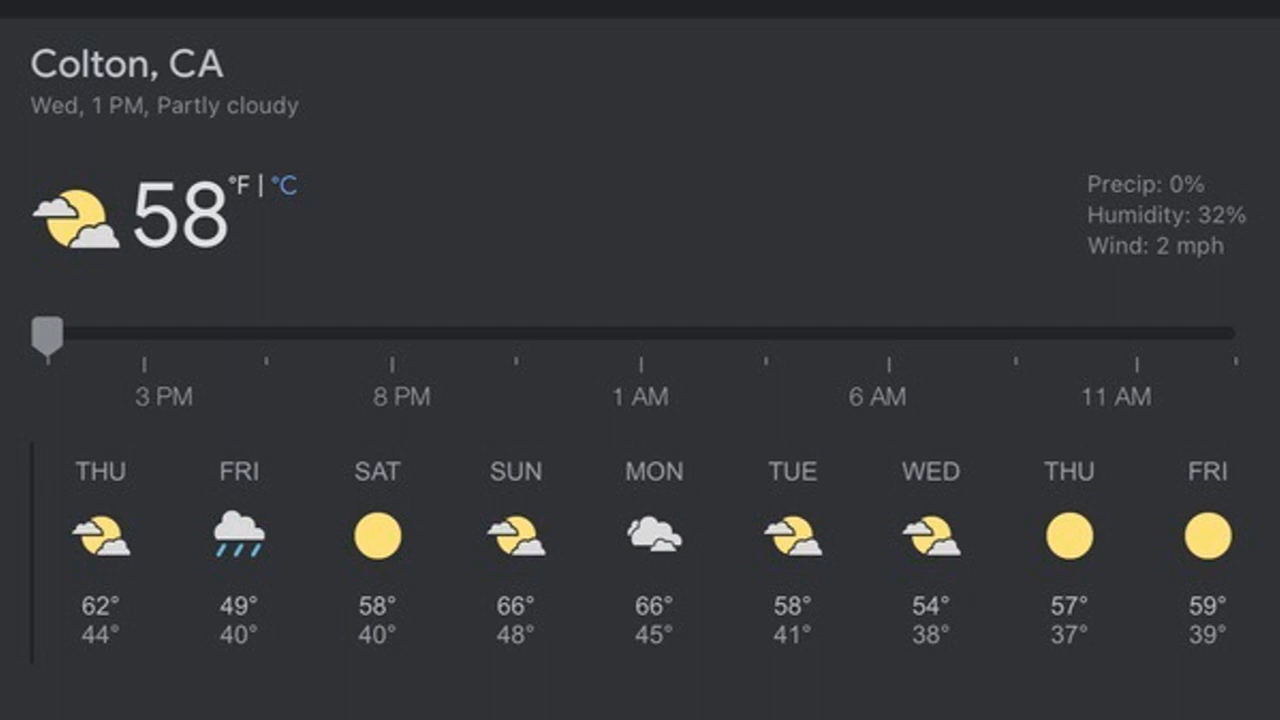 Colton, CA
Wed, 1 PM, Partly cloudy
58 °F | °C
Precip: 0%
Humidity: 32%
Wind: 2 mph
3 PM 8 PM 1 AM 6 AM 11 AM
THU FRI SAT SUN MON TUE WED THU FRI
62° 49° 58° 66° 66° 58° 54° 57° 59°
44° 40° 40° 48° 45° 41° 38° 37° 39°